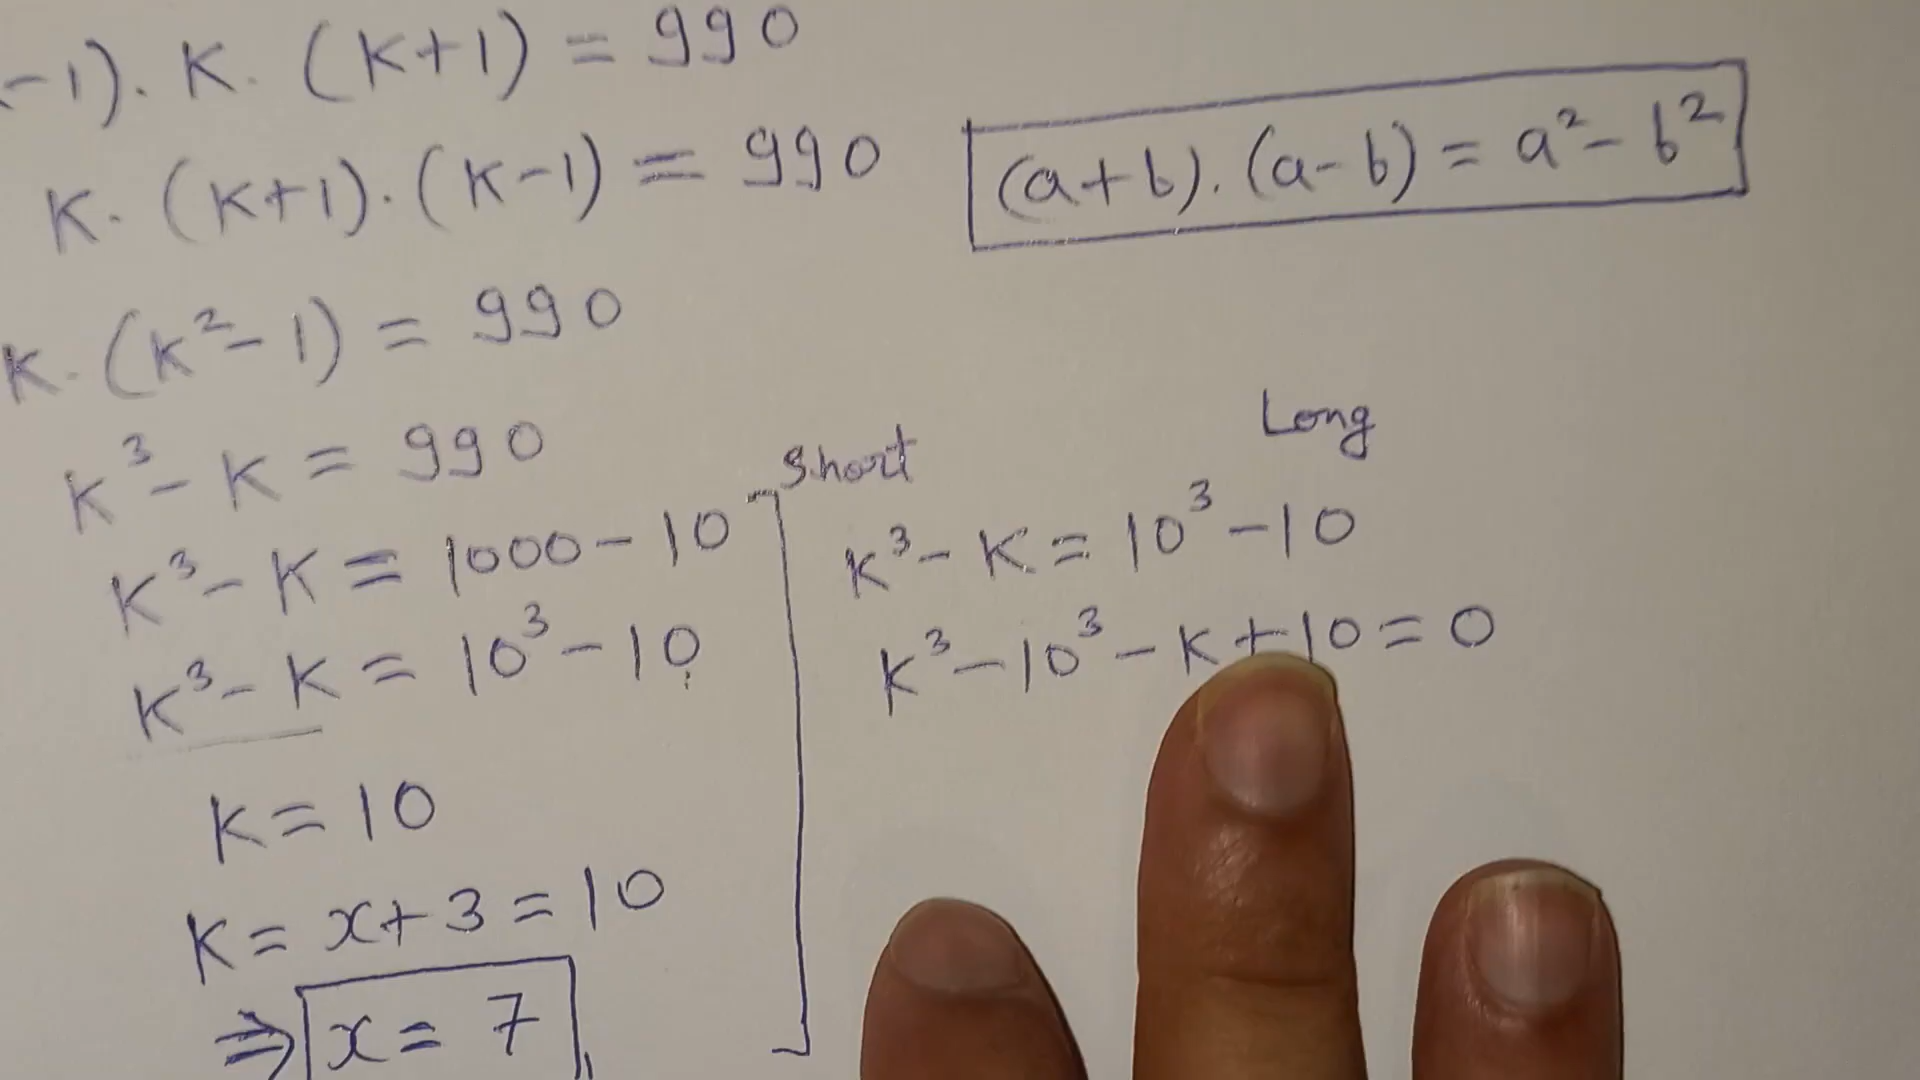 -1). K. (K+1) = 990
K. (K+1). (K-1) = 990
(a+b). (a-b) = a² - b²
K. (K² - 1) = 990
K³ - K = 990
K³ - K = 1000 - 10
K³ - K = 10³ - 10
K = 10
K = x + 3 = 10
⇒ x = 7
Short
Long
K³ - K = 10³ - 10
K³ - 10³ - K + 10 = 0